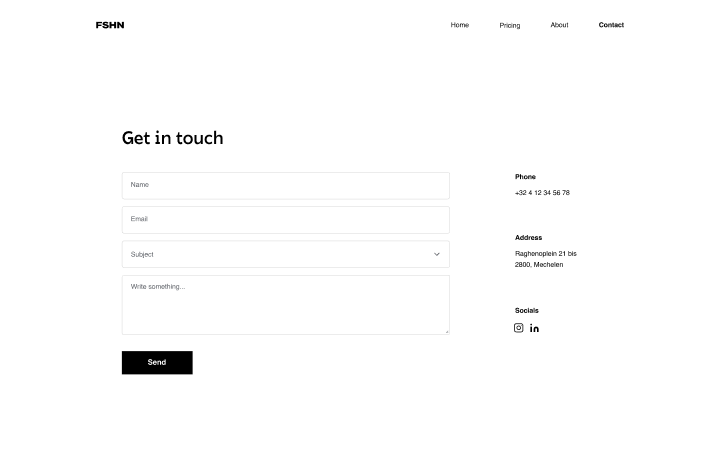 FSHN
Home
Pricing
About
Contact
Get in touch
Name
Email
Subject
Write something...
Send
Phone
+32 4 12 34 56 78
Address
Raghenoplein 21 bis
2800, Mechelen
Socials